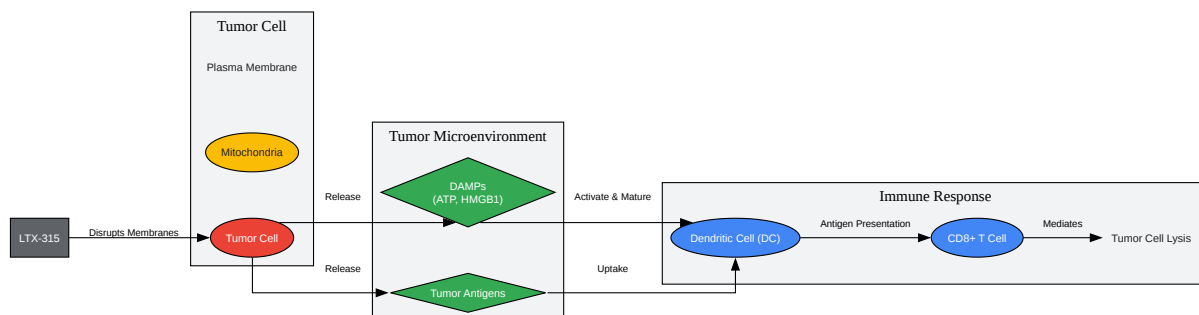 Tumor Cell
Plasma Membrane
Mitochondria
LTX-315
Disrupts Membranes
Tumor Cell
Release
Release
Tumor Microenvironment
DAMPs
(ATP, HMGB1)
Tumor Antigens
Activate & Mature
Uptake
Immune Response
Dendritic Cell (DC)
Antigen Presentation
CD8+ T Cell
Mediates
Tumor Cell Lysis